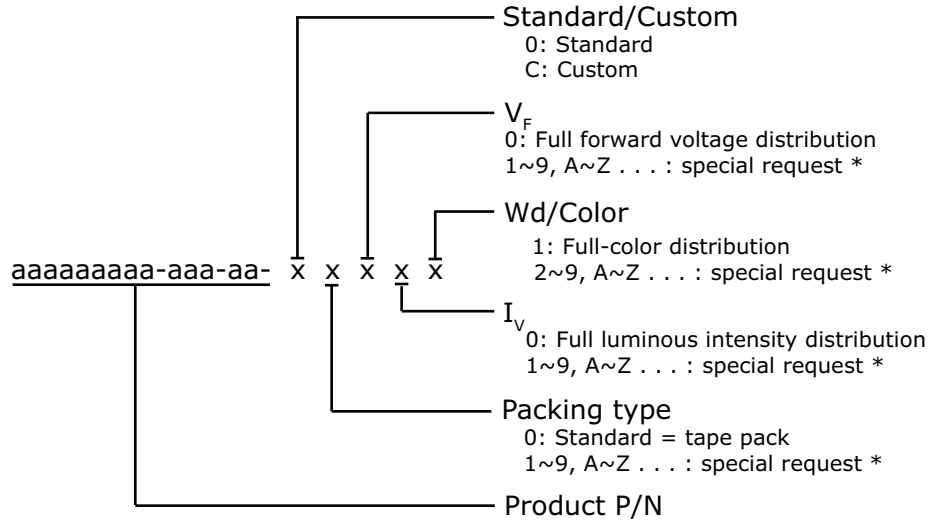 Standard/Custom
0: Standard
C: Custom
VF
0: Full forward voltage distribution
1~9, A~Z . . . : special request *
Wd/Color
1: Full-color distribution
2~9, A~Z . . . : special request *
aaaaaaaaa-aaa-aa- x x x x x
IV
0: Full luminous intensity distribution
1~9, A~Z . . . : special request *
Packing type
0: Standard = tape pack
1~9, A~Z . . . : special request *
Product P/N